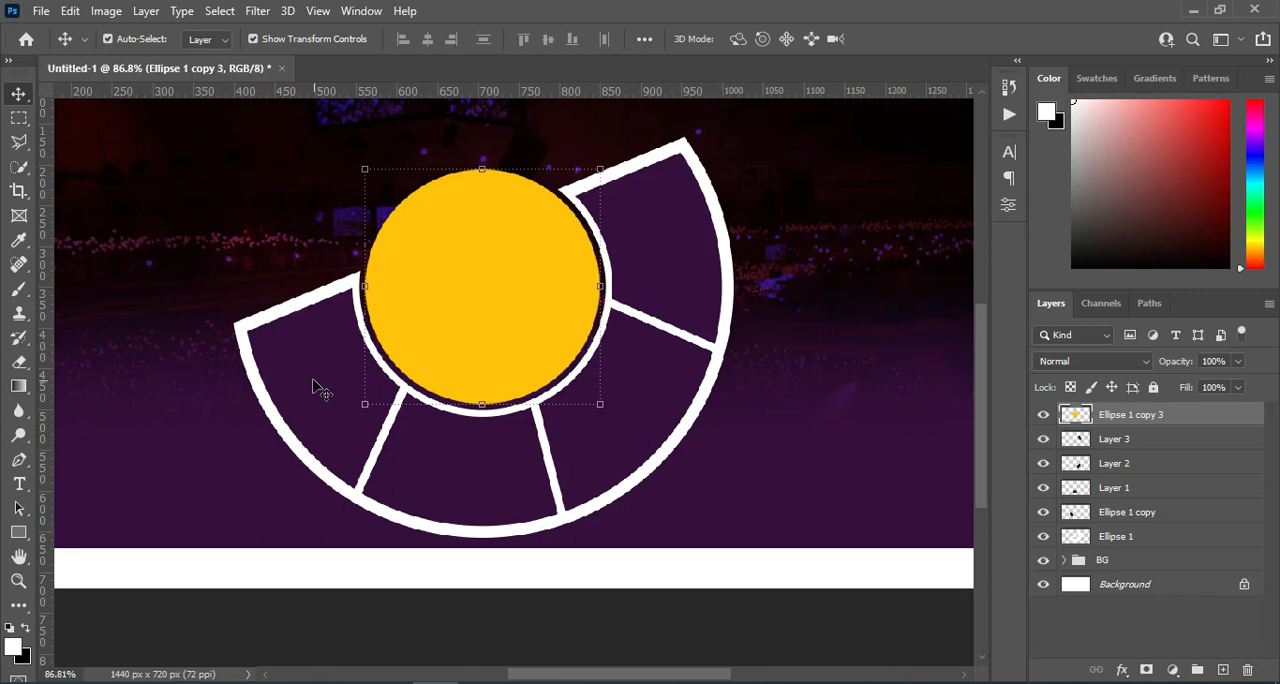 Ps File Edit Image Layer Type Select Filter 3D View Window Help
Auto-Select: Layer Show Transform Controls 3D Mode:
Untitled-1 @ 86.8% (Ellipse 1 copy 3, RGB/8) *
200 250 300 350 400 450 500 550 600 650 700 750 800 850 900 950 1000 1050 1100 1150 1200 1250
Color Swatches Gradients Patterns
Layers Channels Paths
Kind
Normal Opacity: 100%
Lock: Fill: 100%
Ellipse 1 copy 3
Layer 3
Layer 2
Layer 1
Ellipse 1 copy
Ellipse 1
BG
Background
86.81% 1440 px x 720 px (72 ppi)